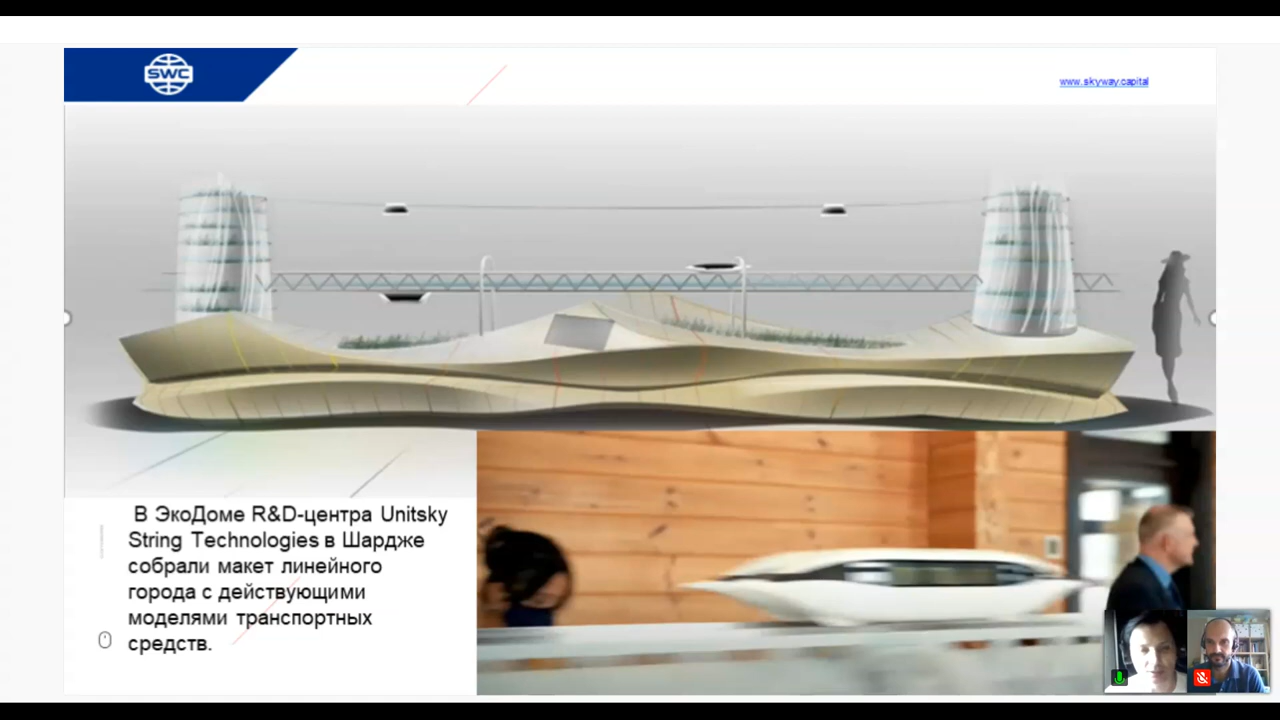 SWC
www.skyway.capital
В ЭкоДоме R&D-центра Unitsky
String Technologies в Шардже
собрали макет линейного
города с действующими
моделями транспортных
средств.